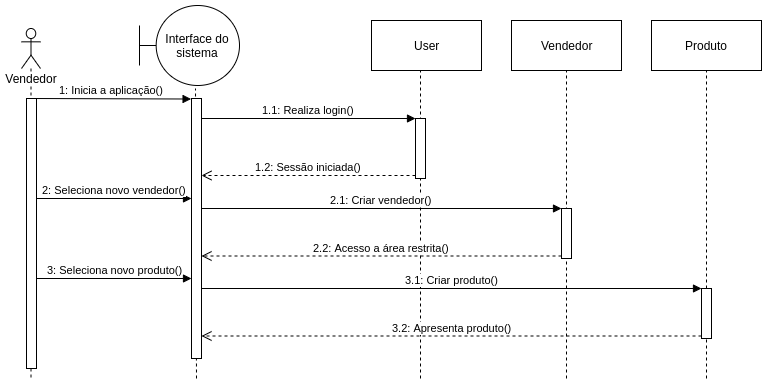 Interface do
sistema
User
Vendedor
Produto
Vendedor
1: Inicia a aplicação()
1.1: Realiza login()
1.2: Sessão iniciada()
2: Seleciona novo vendedor()
2.1: Criar vendedor()
2.2: Acesso a área restrita()
3: Seleciona novo produto()
3.1: Criar produto()
3.2: Apresenta produto()